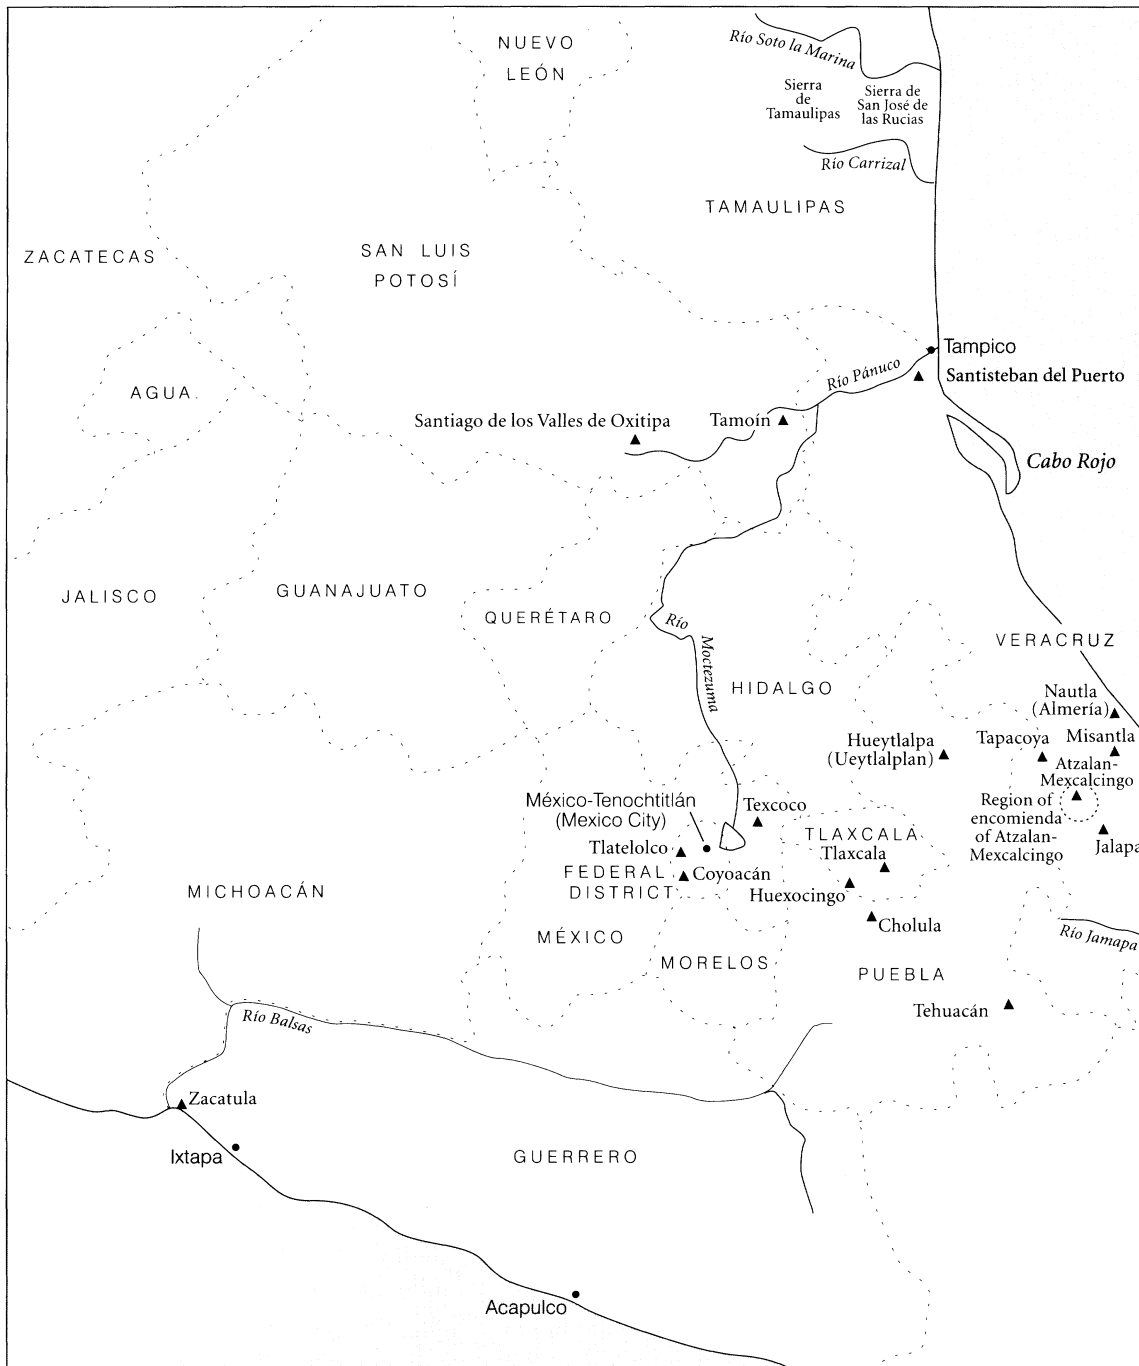 NUEVO
LEÓN
Río Soto la Marina
Sierra
de
Tamaulipas
Sierra de
San José de
las Rucias
Río Carrizal
TAMAULIPAS
ZACATECAS
SAN LUIS
POTOSÍ
Tampico
Río Pánuco
Santisteban del Puerto
AGUA.
Santiago de los Valles de Oxitipa
Tamoín
Cabo Rojo
JALISCO
GUANAJUATO
QUERÉTARO
Río
Moctezuma
VERACRUZ
HIDALGO
Nautla
(Almería)
Hueytlalpa
(Ueytlalplan)
Tapacoya
Misantla
Atzalan-
Mexcalcingo
México-Tenochtitlán
(Mexico City)
Texcoco
Region of
encomienda
of Atzalan-
Mexcalcingo
TLAXCALA
Tlaxcala
Tlatelolco
Jalapa
FEDERAL
DISTRICT
Coyoacán
MICHOACÁN
Huexocingo
Cholula
MÉXICO
Río Jamapa
MORELOS
PUEBLA
Tehuacán
Río Balsas
Zacatula
Ixtapa
GUERRERO
Acapulco